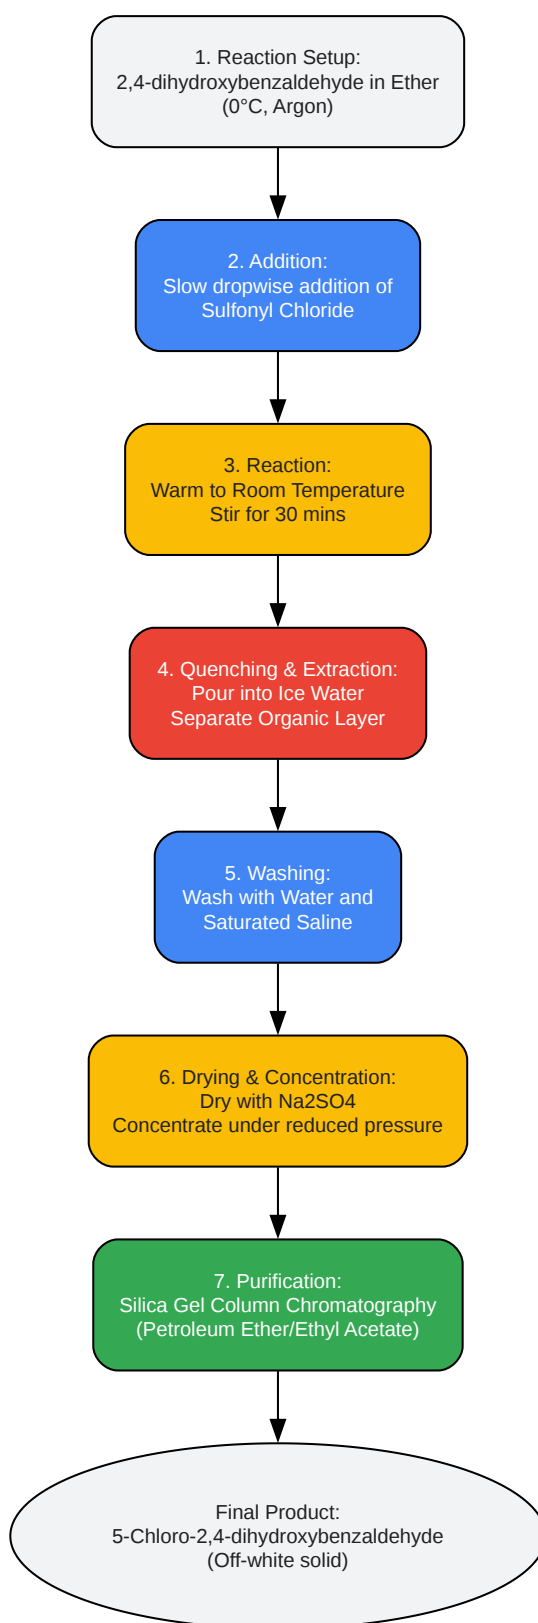 1. Reaction Setup:
2,4-dihydroxybenzaldehyde in Ether
(0°C, Argon)
2. Addition:
Slow dropwise addition of
Sulfonyl Chloride
3. Reaction:
Warm to Room Temperature
Stir for 30 mins
4. Quenching & Extraction:
Pour into Ice Water
Separate Organic Layer
5. Washing:
Wash with Water and
Saturated Saline
6. Drying & Concentration:
Dry with Na2SO4
Concentrate under reduced pressure
7. Purification:
Silica Gel Column Chromatography
(Petroleum Ether/Ethyl Acetate)
Final Product:
5-Chloro-2,4-dihydroxybenzaldehyde
(Off-white solid)